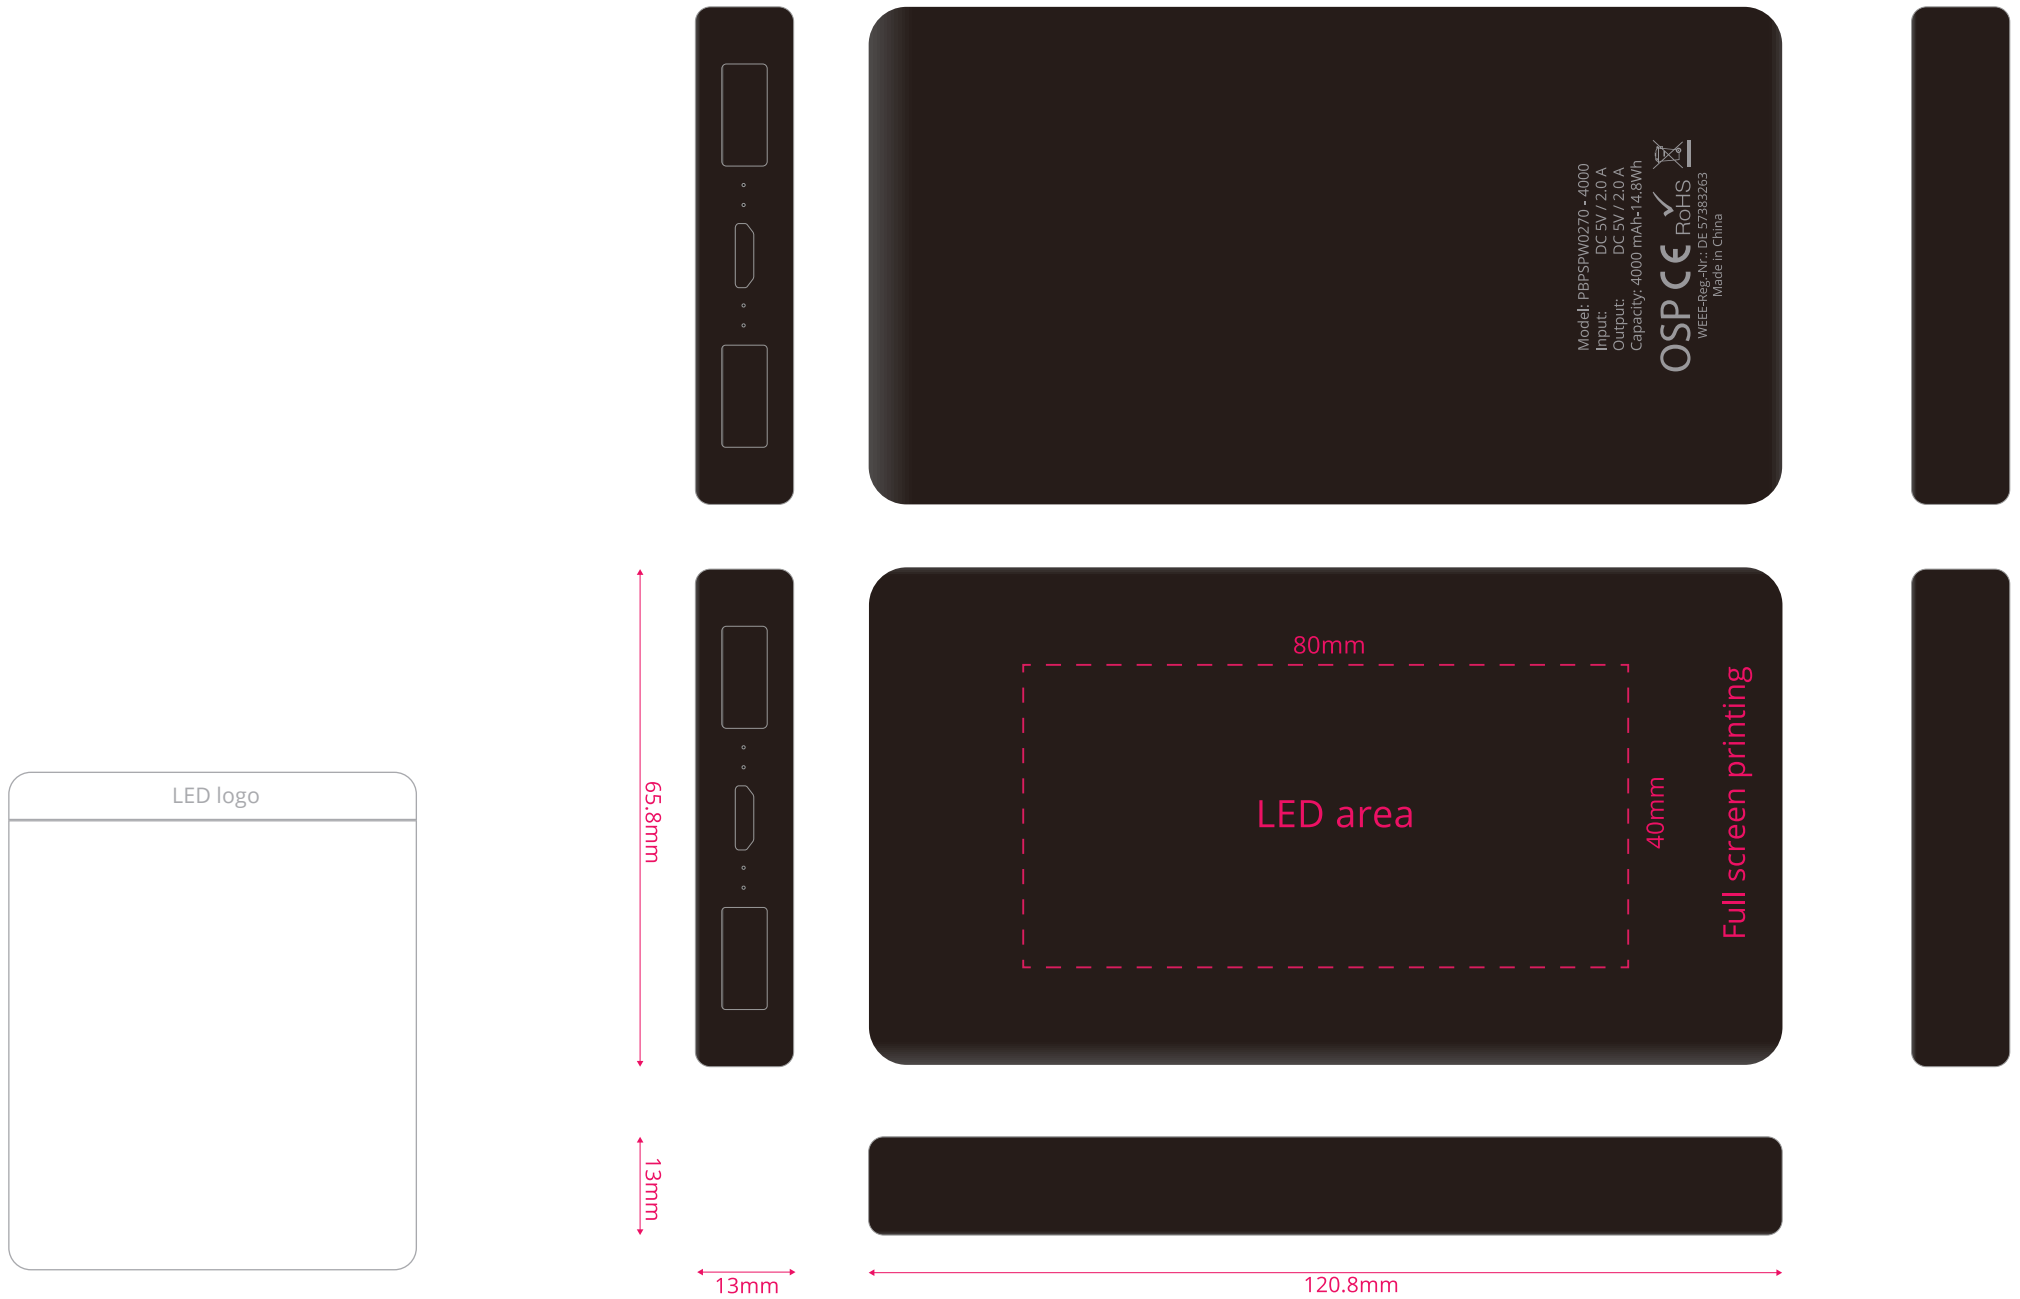 Model: PBPSPW0270 - 4000
Input: DC 5V / 2.0 A
Output: DC 5V / 2.0 A
Capacity: 4000 mAh-14.8Wh
OSP CE RoHS
WEEE-Reg.-Nr.: DE 57383263
Made in China
80mm
LED area
40mm
Full screen printing
65.8mm
LED logo
13mm
13mm
120.8mm